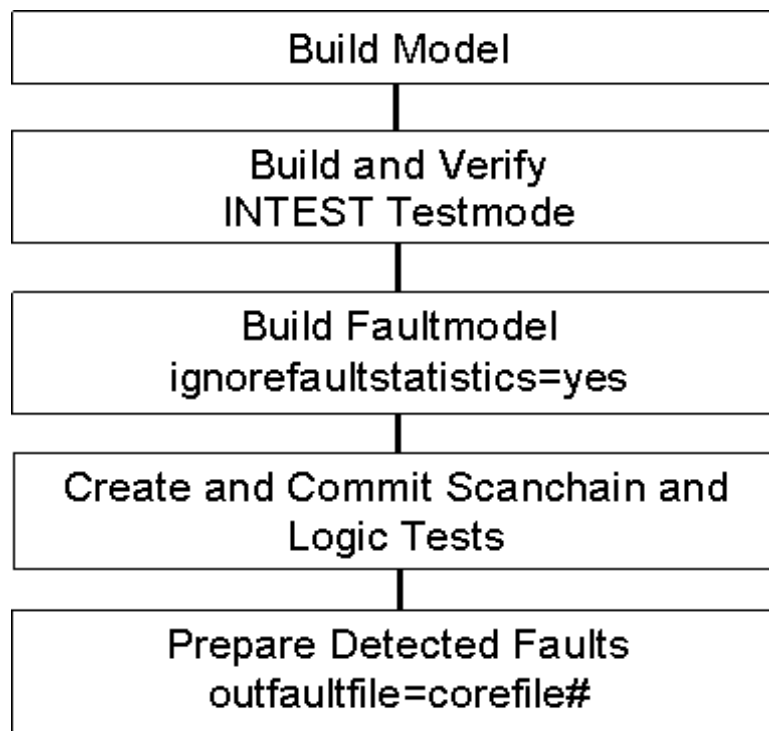 Build Model
Build and Verify
INTEST Testmode
Build Faultmodel
ignorefaultstatistics=yes
Create and Commit Scanchain and
Logic Tests
Prepare Detected Faults
outfaultfile=corefile#